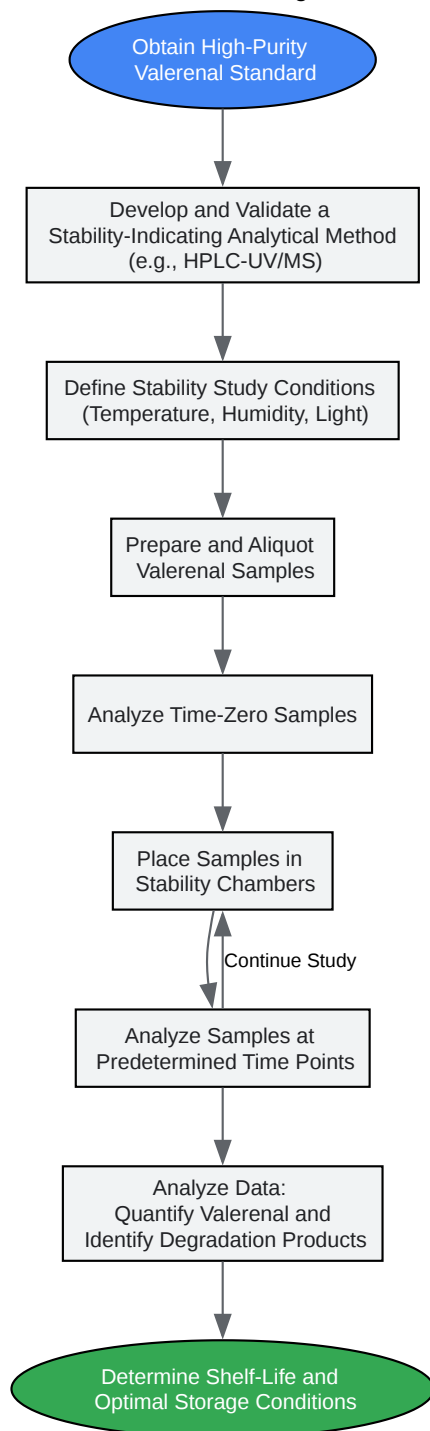 Obtain High-Purity
Valerenal Standard
Develop and Validate a
Stability-Indicating Analytical Method
(e.g., HPLC-UV/MS)
Define Stability Study Conditions
(Temperature, Humidity, Light)
Prepare and Aliquot
Valerenal Samples
Analyze Time-Zero Samples
Place Samples in
Stability Chambers
Continue Study
Analyze Samples at
Predetermined Time Points
Analyze Data:
Quantify Valerenal and
Identify Degradation Products
Determine Shelf-Life and
Optimal Storage Conditions